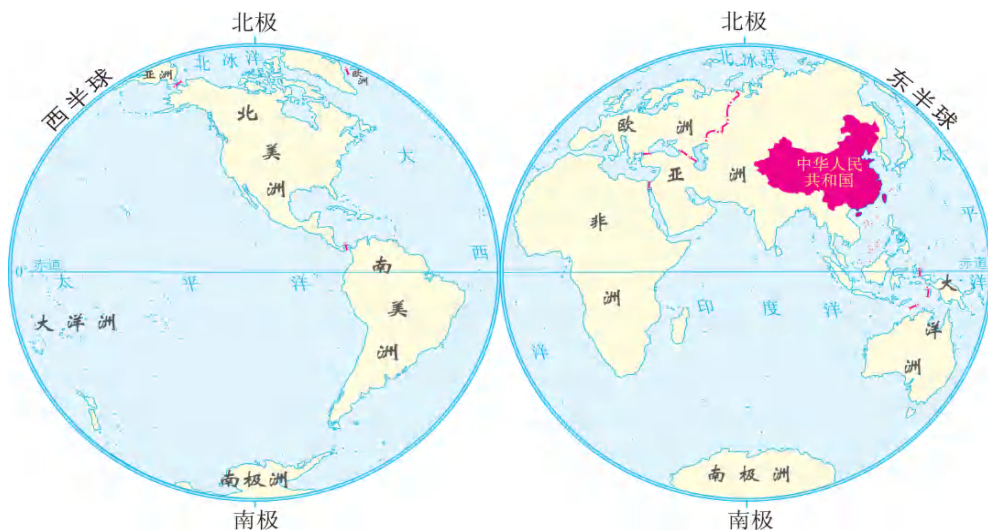 北极
西半球
北冰洋
亚洲
欧洲
北美洲
大西洋
0°
赤道
太平洋
南美洲
大洋洲
南极洲
南极
北极
东半球
北冰洋
欧洲
亚洲
中华人民
共和国
太平洋
非洲
赤道
印度洋
大洋洲
南极洲
南极